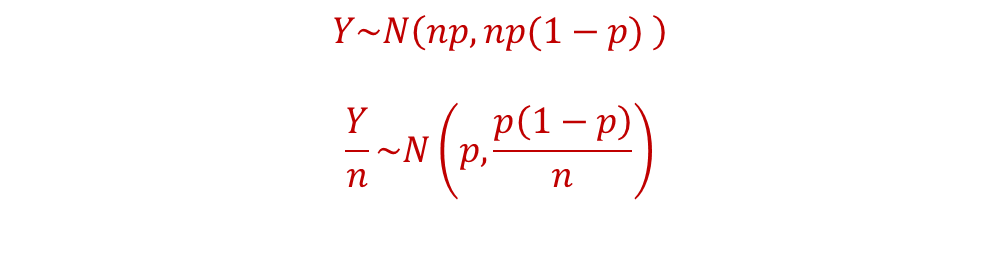 Y~N(np, np(1 − p) )
Y/n ~N(p, p(1 − p)/n)